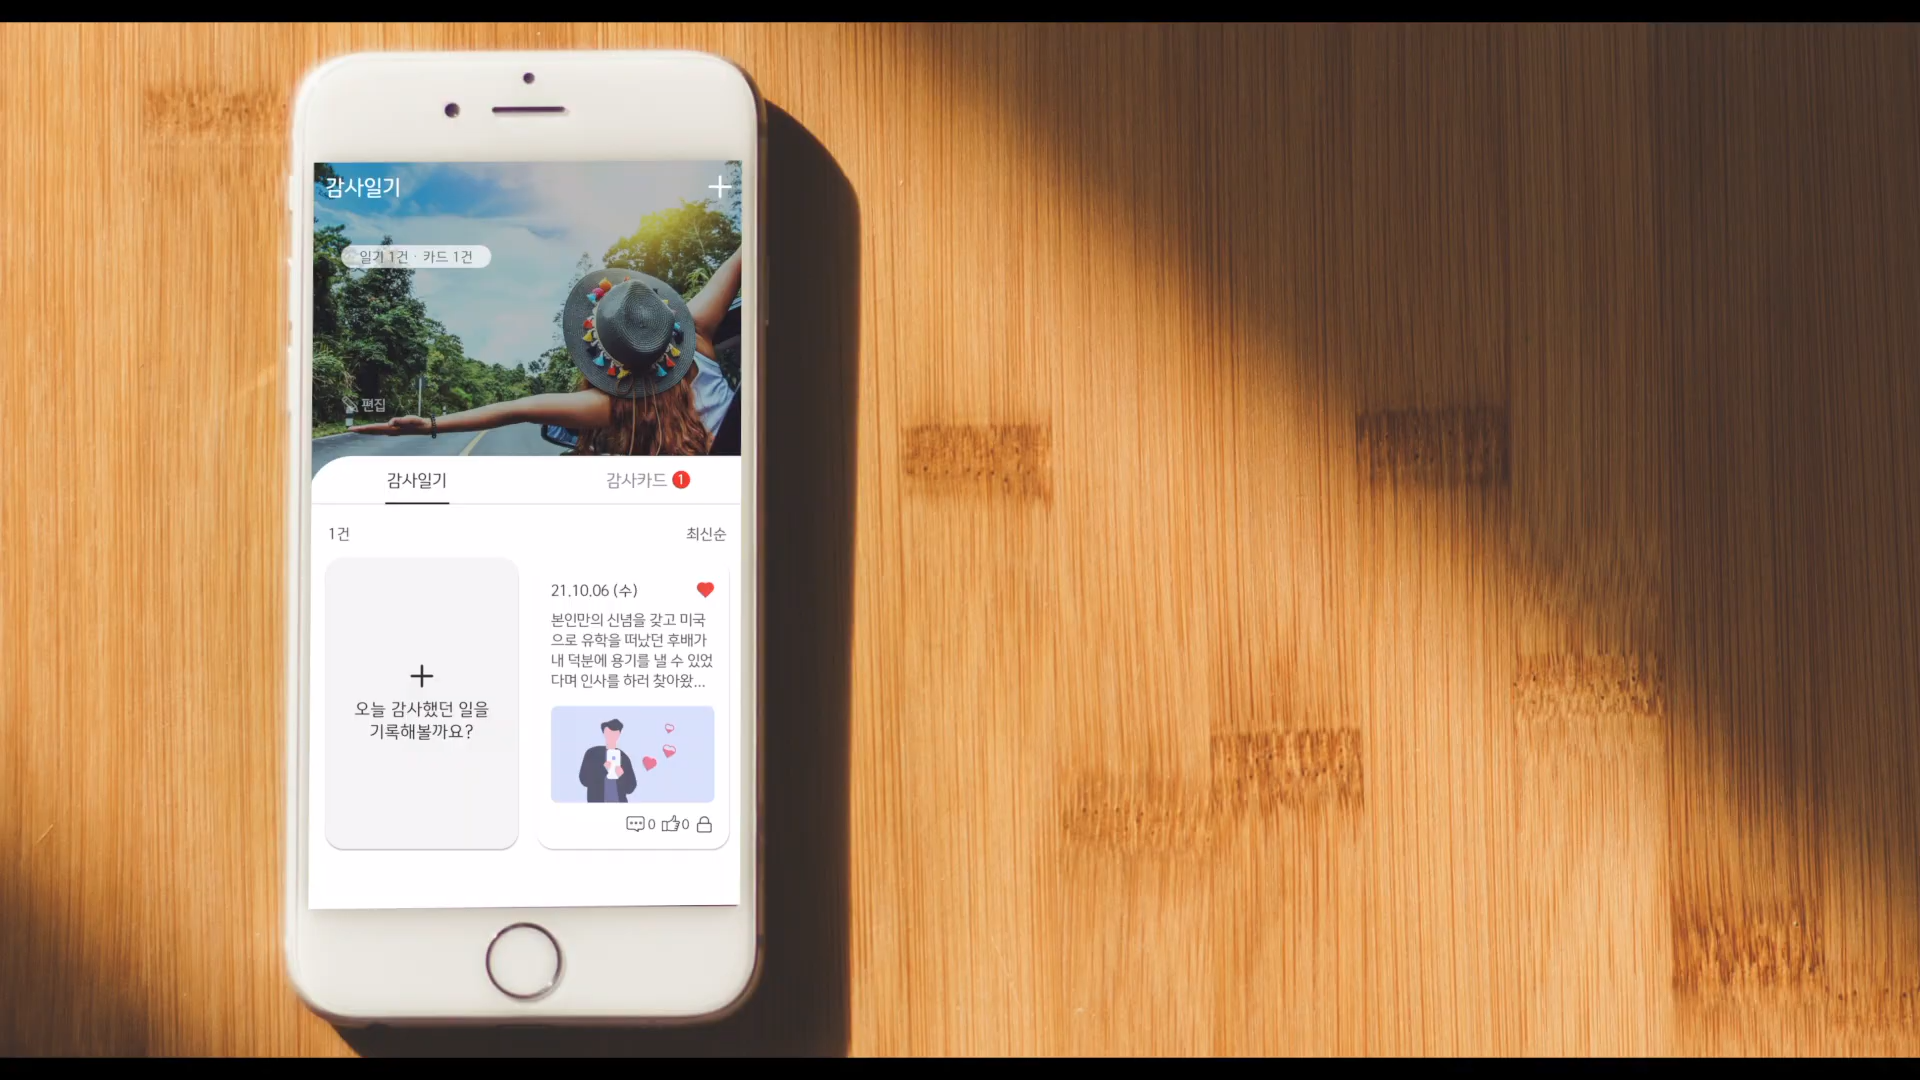 감사일기
일기 1건 · 카드 1건
편집
감사일기
감사카드 1
1건
최신순
오늘 감사했던 일을
기록해볼까요?
21.10.06 (수)
본인만의 신념을 갖고 미국
으로 유학을 떠났던 후배가
내 덕분에 용기를 낼 수 있었
다며 인사를 하러 찾아왔...
0 0